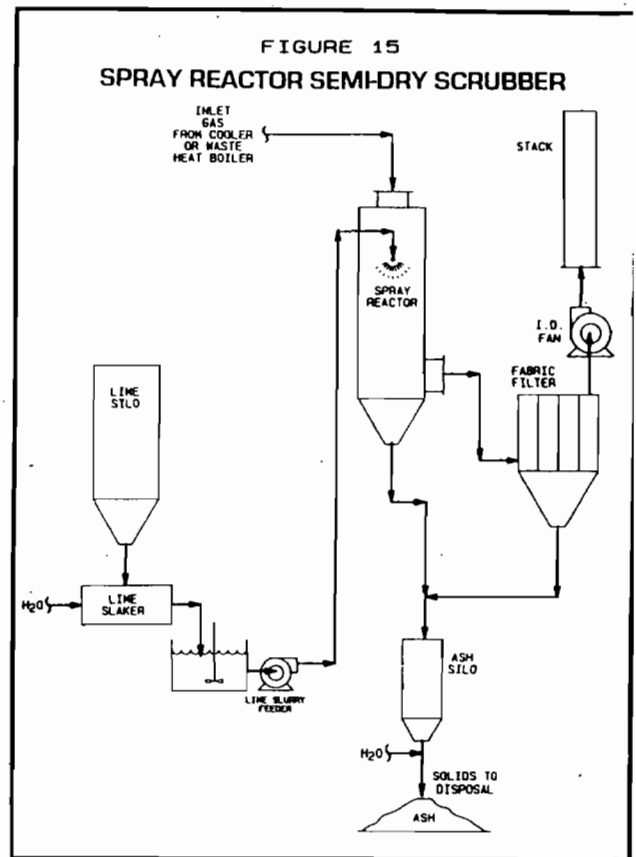 FIGURE 15
SPRAY REACTOR SEMI-DRY SCRUBBER
INLET
GAS
FROM COOLER
OR WASTE
HEAT BOILER
STACK
SPRAY
REACTOR
I.D.
FAN
FABRIC
FILTER
LIME
SILO
H2O
LIME
SLAKER
LIME SLURRY
FEEDER
ASH
SILO
H2O
SOLIDS TO
DISPOSAL
ASH